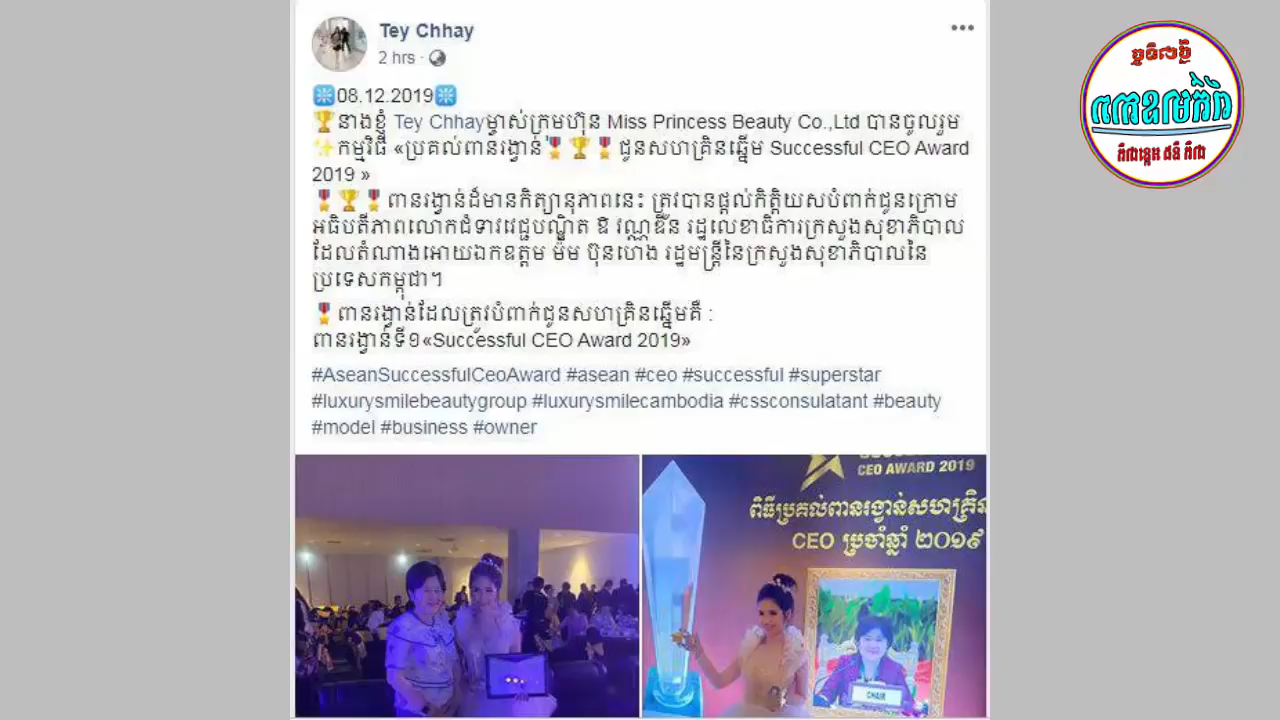 Tey Chhay
2 hrs ·
08.12.2019
នាងខ្ញុំ Tey Chhayម្ចាស់ក្រុមហ៊ុន Miss Princess Beauty Co.,Ltd បានចូលរួម
កម្មវិធី «ប្រគល់ពានរង្វាន់ ជូនសហគ្រិនឆ្នើម Successful CEO Award
2019 »
ពានរង្វាន់ដ៏មានកិត្យានុភាពនេះ ត្រូវបានផ្តល់កិត្តិយសបំពាក់ជូនក្រោម
អធិបតីភាពលោកជំទាវវេជ្ជបណ្ឌិត ឱ វណ្ណឌីន រដ្ឋលេខាធិការក្រសួងសុខាភិបាល
ដែលតំណាងអោយឯកឧត្តម ម៉ម ប៊ុនហេង រដ្ឋមន្ត្រីនៃក្រសួងសុខាភិបាលនៃ
ប្រទេសកម្ពុជា។
ពានរង្វាន់ដែលត្រូវបំពាក់ជូនសហគ្រិនឆ្នើមគឺ :
ពានរង្វាន់ទី១«Successful CEO Award 2019»
#AseanSuccessfulCeoAward #asean #ceo #successful #superstar
#luxurysmilebeautygroup #luxurysmilecambodia #cssconsulatant #beauty
#model #business #owner
CEO AWARD 2019
ពិធីប្រគល់ពានរង្វាន់សហគ្រិន
CEO ប្រចាំឆ្នាំ ២០១៩
CHAIR